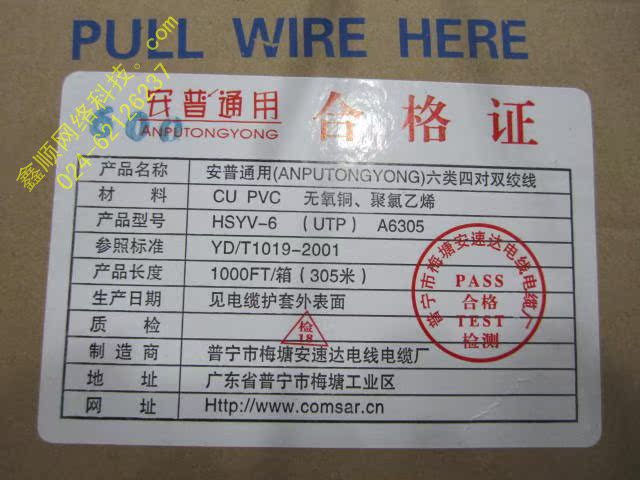 PULL WIRE HERE
鑫顺网络科技。com
024-62126237
安普通用
ANPUTONGYONG
合格证
产品名称 安普通用(ANPUTONGYONG)六类四对双绞线
材 料 CU PVC 无氧铜、聚氯乙烯
产品型号 HSYV-6 (UTP) A6305
参照标准 YD/T1019-2001
产品长度 1000FT/箱(305米)
生产日期 见电缆护套外表面
质 检 检
18
制造商 普宁市梅塘安速达电线电缆厂
地 址 广东省普宁市梅塘工业区
网 址 Http://www.comsar.cn
普宁市梅塘安速达电线电缆厂
PASS
合格
TEST
检测